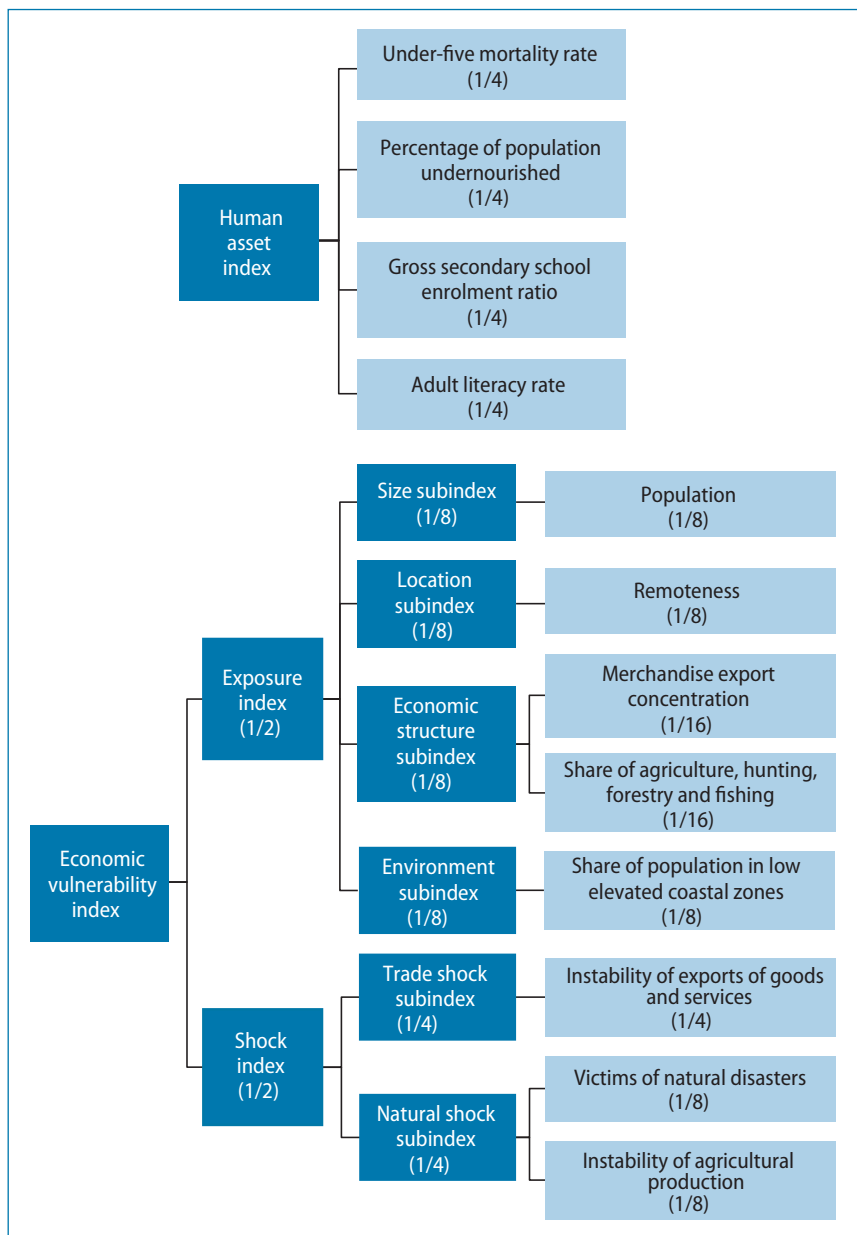 Under-five mortality rate
(1/4)
Percentage of population
undernourished
(1/4)
Human
asset
index
Gross secondary school
enrolment ratio
(1/4)
Adult literacy rate
(1/4)
Size subindex
(1/8)
Population
(1/8)
Location
subindex
(1/8)
Remoteness
(1/8)
Exposure
index
(1/2)
Economic
structure
subindex
(1/8)
Merchandise export
concentration
(1/16)
Share of agriculture, hunting,
forestry and fishing
(1/16)
Economic
vulnerability
index
Environment
subindex
(1/8)
Share of population in low
elevated coastal zones
(1/8)
Trade shock
subindex
(1/4)
Instability of exports of goods
and services
(1/4)
Shock
index
(1/2)
Natural shock
subindex
(1/4)
Victims of natural disasters
(1/8)
Instability of agricultural
production
(1/8)